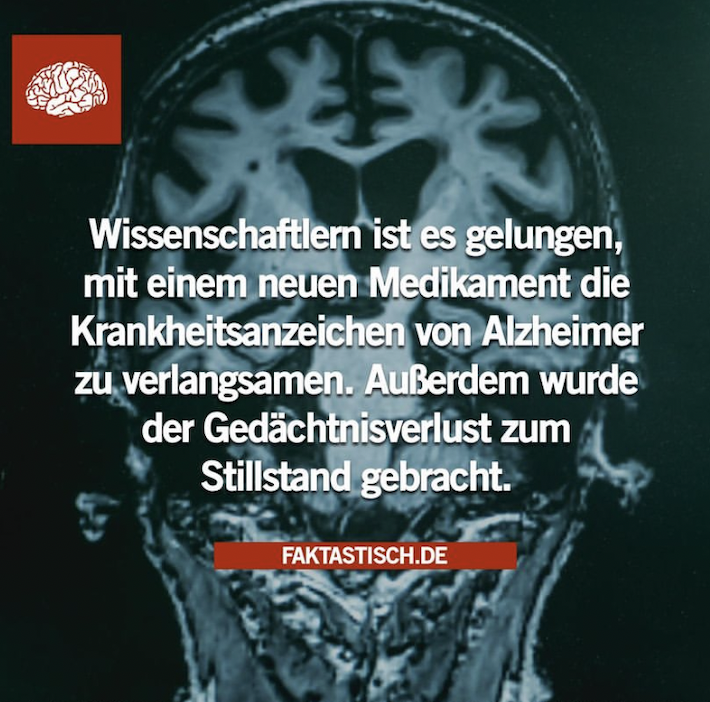 Wissenschaftlern ist es gelungen,
mit einem neuen Medikament die
Krankheitsanzeichen von Alzheimer
zu verlangsamen. Außerdem wurde
der Gedächtnisverlust zum
Stillstand gebracht.
FAKTASTISCH.DE